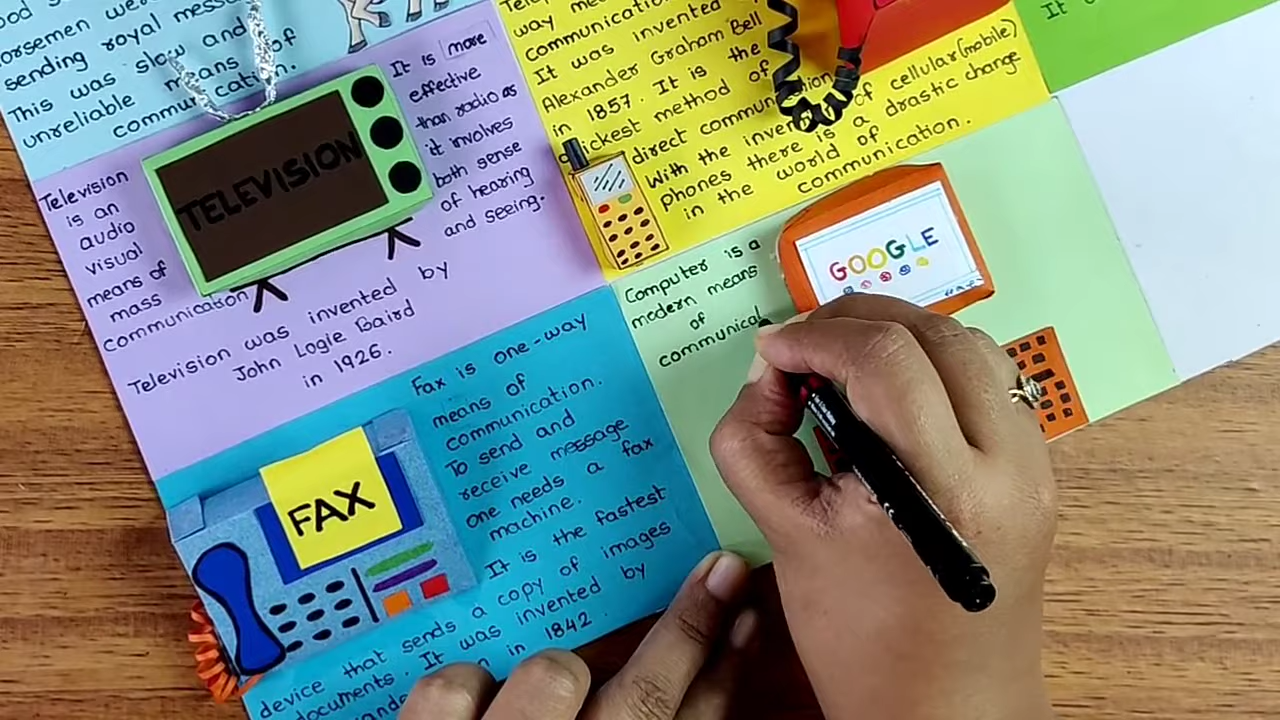 sending royal
This was slow and
unreliable means of
communication.
TELEVISION
It is more
effective
than radio as
it involves
both sense
of hearing
and seeing.
Television
is an
audio
visual
means of
mass
communication
Television was invented by
John Logie Baird
in 1926.
communication
It was invented
Alexander Graham Bell
in 1857. It is the
quickest method of
direct
With the of cellular(mobile)
phones there is a drastic change
in the world of
communication.
It
GOOGLE
Computer is a
modern means
of
communicat
FAX
Fax is one-way
means of
communication.
To send and
receive message
one needs a fax
machine.
It is the fastest
device that sends a copy of images
documents. It was invented by
in 1842.